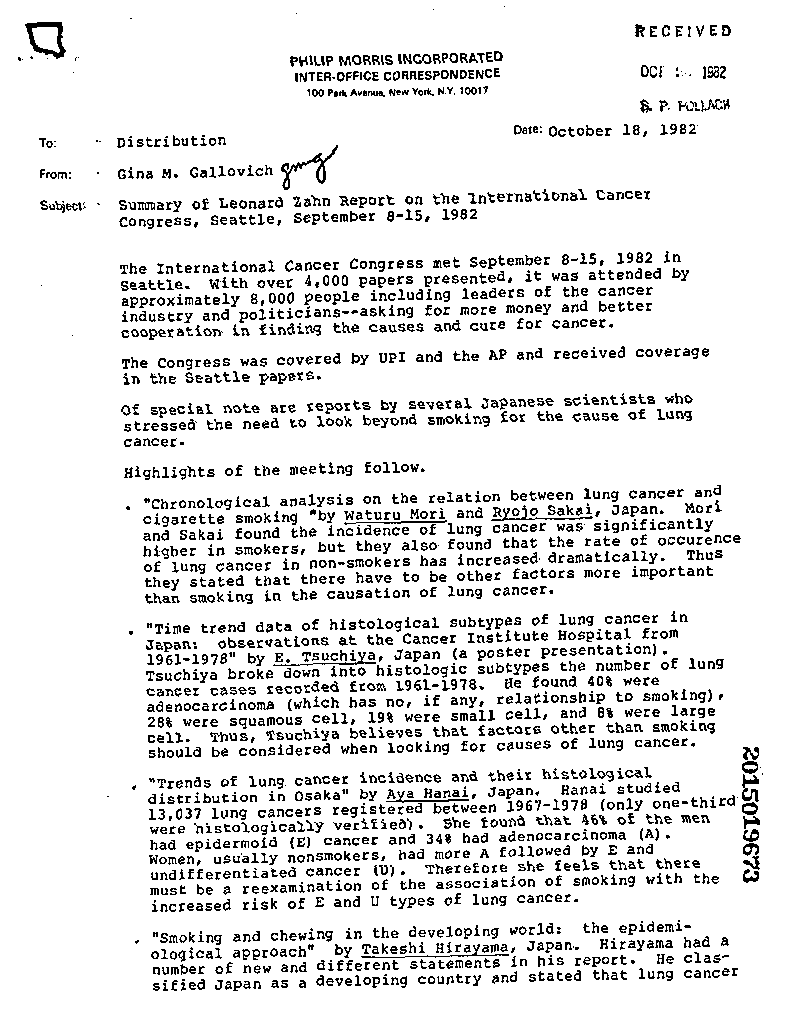 RECEIVED
PHILIP MORRIS INCORPORATED
INTER-OFFICE CORRESPONDENCE
100 Park Avenue, New York, N.Y. 10017
OCT 1982
S. P. POLLACK
Date: October 18, 1982
To: Distribution
From: Gina M. Gallovich gmg
Subject: Summary of Leonard Zahn Report on the International Cancer
Congress, Seattle, September 8-15, 1982
The International Cancer Congress met September 8-15, 1982 in
Seattle. With over 4,000 papers presented, it was attended by
approximately 8,000 people including leaders of the cancer
industry and politicians--asking for more money and better
cooperation in finding the causes and cure for cancer.
The Congress was covered by UPI and the AP and received coverage
in the Seattle papers.
Of special note are reports by several Japanese scientists who
stressed the need to look beyond smoking for the cause of lung
cancer.
Highlights of the meeting follow.
. "Chronological analysis on the relation between lung cancer and
cigarette smoking "by Waturu Mori and Ryojo Sakai, Japan. Mori
and Sakai found the incidence of lung cancer was significantly
higher in smokers, but they also found that the rate of occurence
of lung cancer in non-smokers has increased dramatically. Thus
they stated that there have to be other factors more important
than smoking in the causation of lung cancer.
. "Time trend data of histological subtypes of lung cancer in
Japan: observations at the Cancer Institute Hospital from
1961-1978" by E. Tsuchiya, Japan (a poster presentation).
Tsuchiya broke down into histologic subtypes the number of lung
cancer cases recorded from 1961-1978. He found 40% were
adenocarcinoma (which has no, if any, relationship to smoking),
28% were squamous cell, 19% were small cell, and 8% were large
cell. Thus, Tsuchiya believes that factors other than smoking
should be considered when looking for causes of lung cancer.
. "Trends of lung cancer incidence and their histological
distribution in Osaka" by Aya Hanai, Japan. Hanai studied
13,037 lung cancers registered between 1967-1978 (only one-third
were histologically verified). She found that 46% of the men
had epidermoid (E) cancer and 34% had adenocarcinoma (A).
Women, usually nonsmokers, had more A followed by E and
undifferentiated cancer (U). Therefore she feels that there
must be a reexamination of the association of smoking with the
increased risk of E and U types of lung cancer.
. "Smoking and chewing in the developing world: the epidemi-
ological approach" by Takeshi Hirayama, Japan. Hirayama had a
number of new and different statements in his report. He clas-
sified Japan as a developing country and stated that lung cancer
2015019673